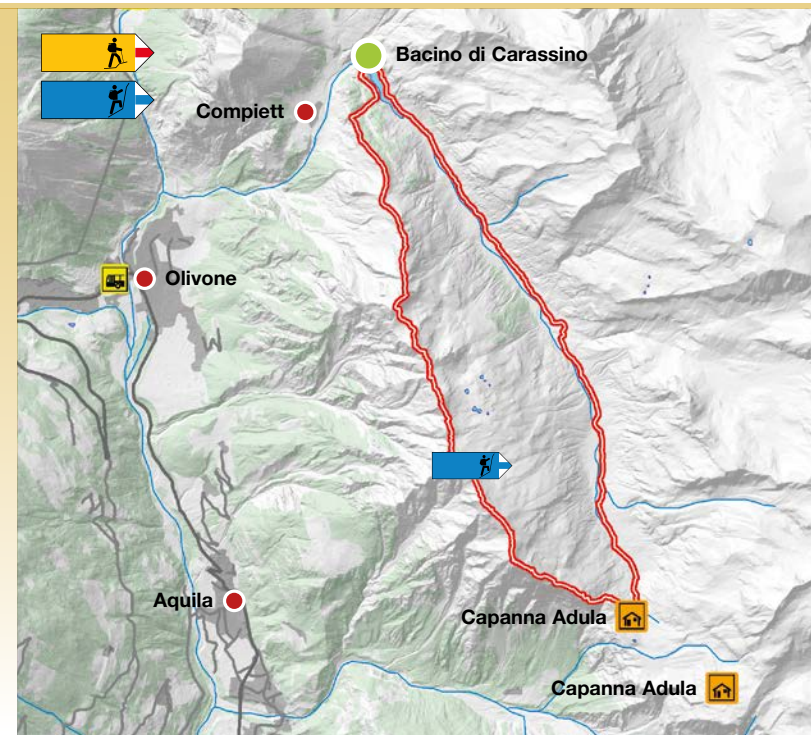 Bacino di Carassino
Compiett
Olivone
Aquila
Capanna Adula
Capanna Adula